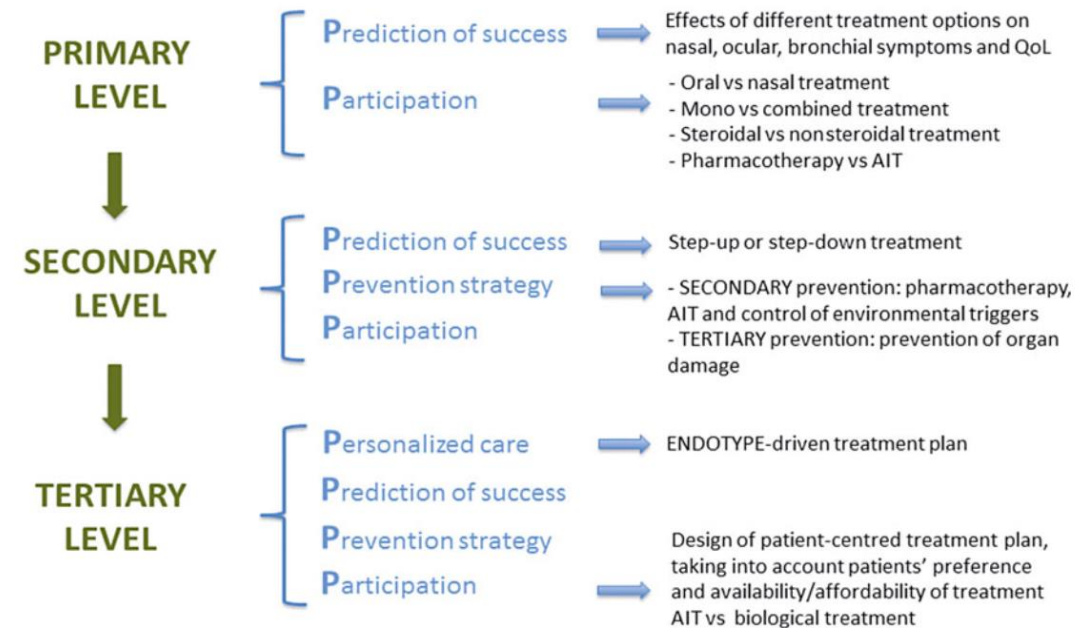 PRIMARY
LEVEL
Prediction of success
Effects of different treatment options on
nasal, ocular, bronchial symptoms and QoL
Participation
- Oral vs nasal treatment
- Mono vs combined treatment
- Steroidal vs nonsteroidal treatment
- Pharmacotherapy vs AIT
SECONDARY
LEVEL
Prediction of success
Step-up or step-down treatment
Prevention strategy
- SECONDARY prevention: pharmacotherapy,
AIT and control of environmental triggers
- TERTIARY prevention: prevention of organ
damage
Participation
TERTIARY
LEVEL
Personalized care
ENDOTYPE-driven treatment plan
Prediction of success
Prevention strategy
Participation
Design of patient-centred treatment plan,
taking into account patients’ preference
and availability/affordability of treatment
AIT vs biological treatment